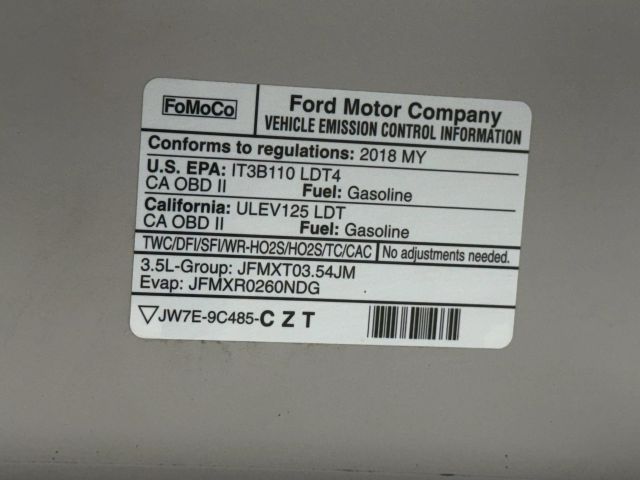 FoMoCo
Ford Motor Company
VEHICLE EMISSION CONTROL INFORMATION
Conforms to regulations: 2018 MY
U.S. EPA: IT3B110 LDT4
CA OBD II Fuel: Gasoline
California: ULEV125 LDT
CA OBD II Fuel: Gasoline
TWC/DFI/SFI/WR-HO2S/HO2S/TC/CAC No adjustments needed.
3.5L-Group: JFMXT03.54JM
Evap: JFMXR0260NDG
JW7E-9C485-C Z T